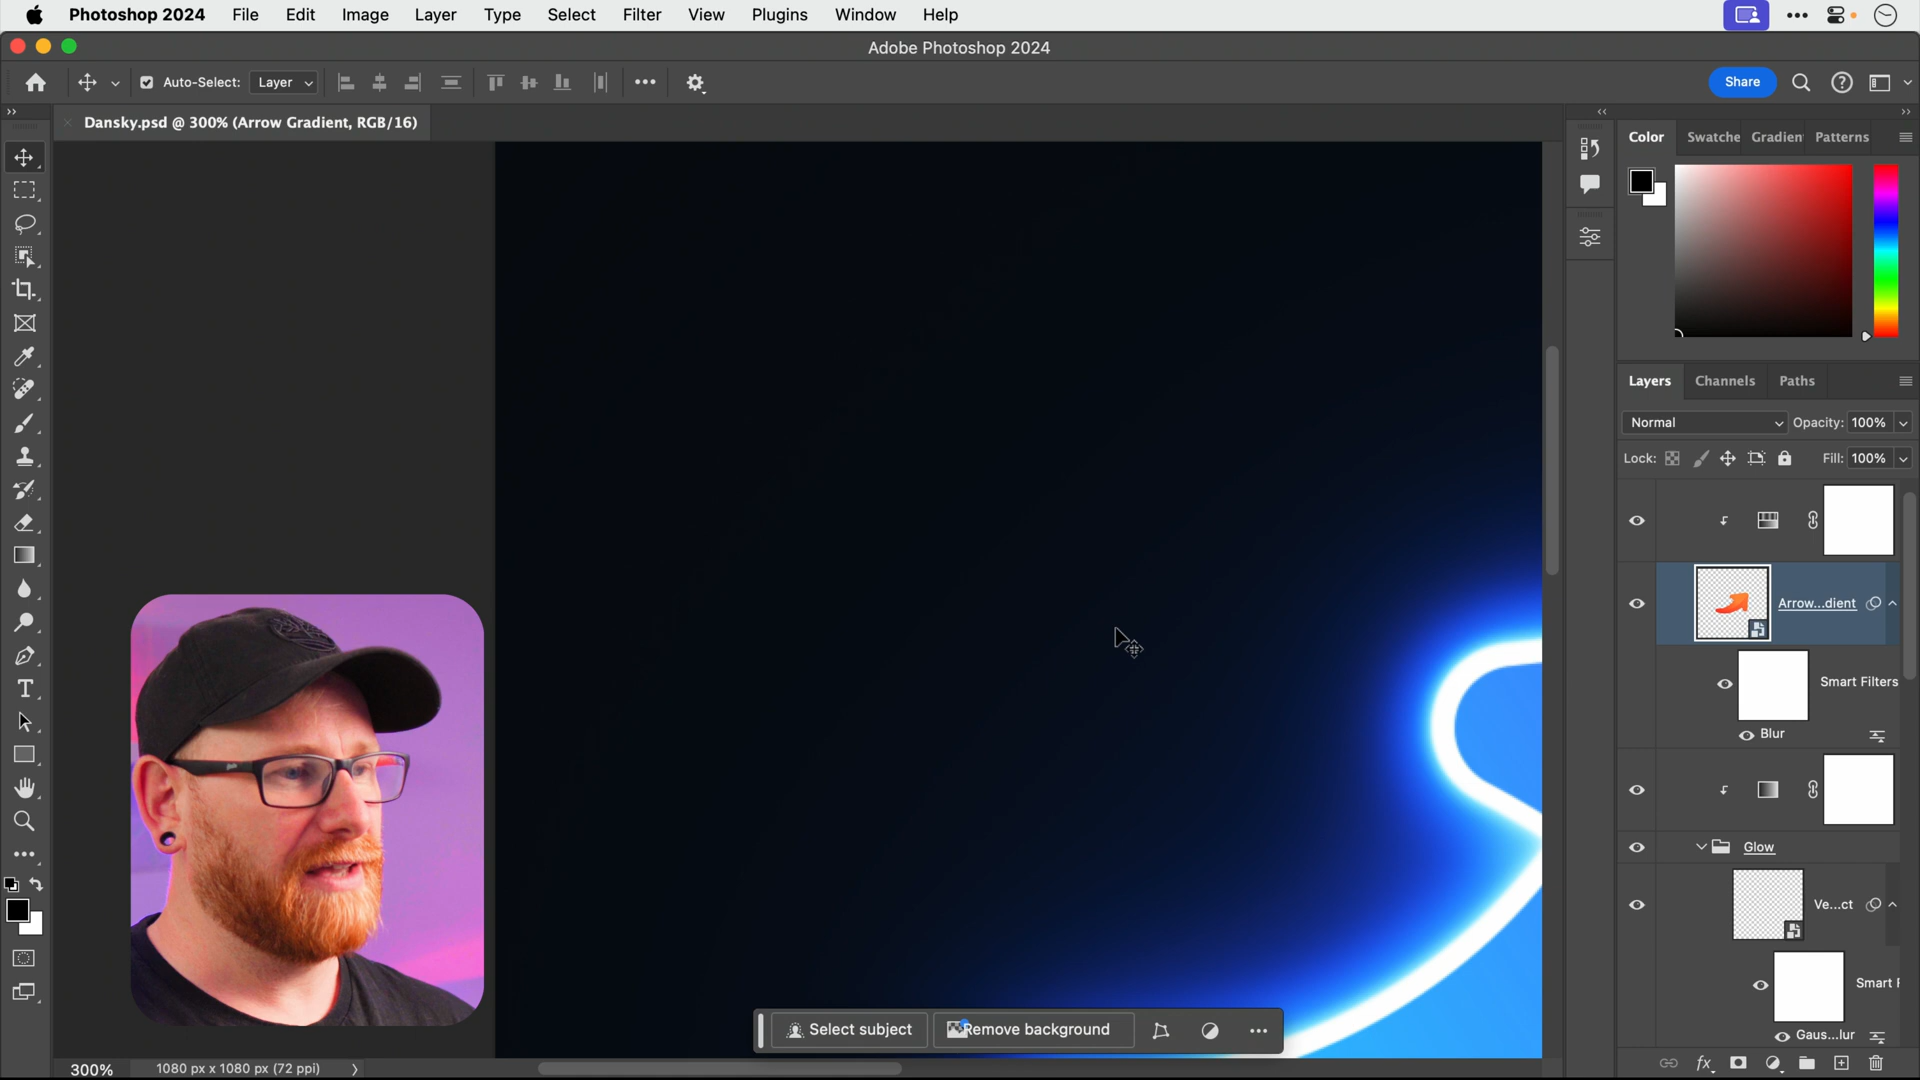 Photoshop 2024 File Edit Image Layer Type Select Filter View Plugins Window Help
Adobe Photoshop 2024
Auto-Select: Layer
Share
Dansky.psd @ 300% (Arrow Gradient, RGB/16)
Color Swatche Gradien Patterns
Layers Channels Paths
Normal Opacity: 100%
Lock: Fill: 100%
Arrow...dient
Smart Filters
Blur
Glow
Ve...ct
Smart F
Gaus...lur
Select subject Remove background
300% 1080 px x 1080 px (72 ppi)